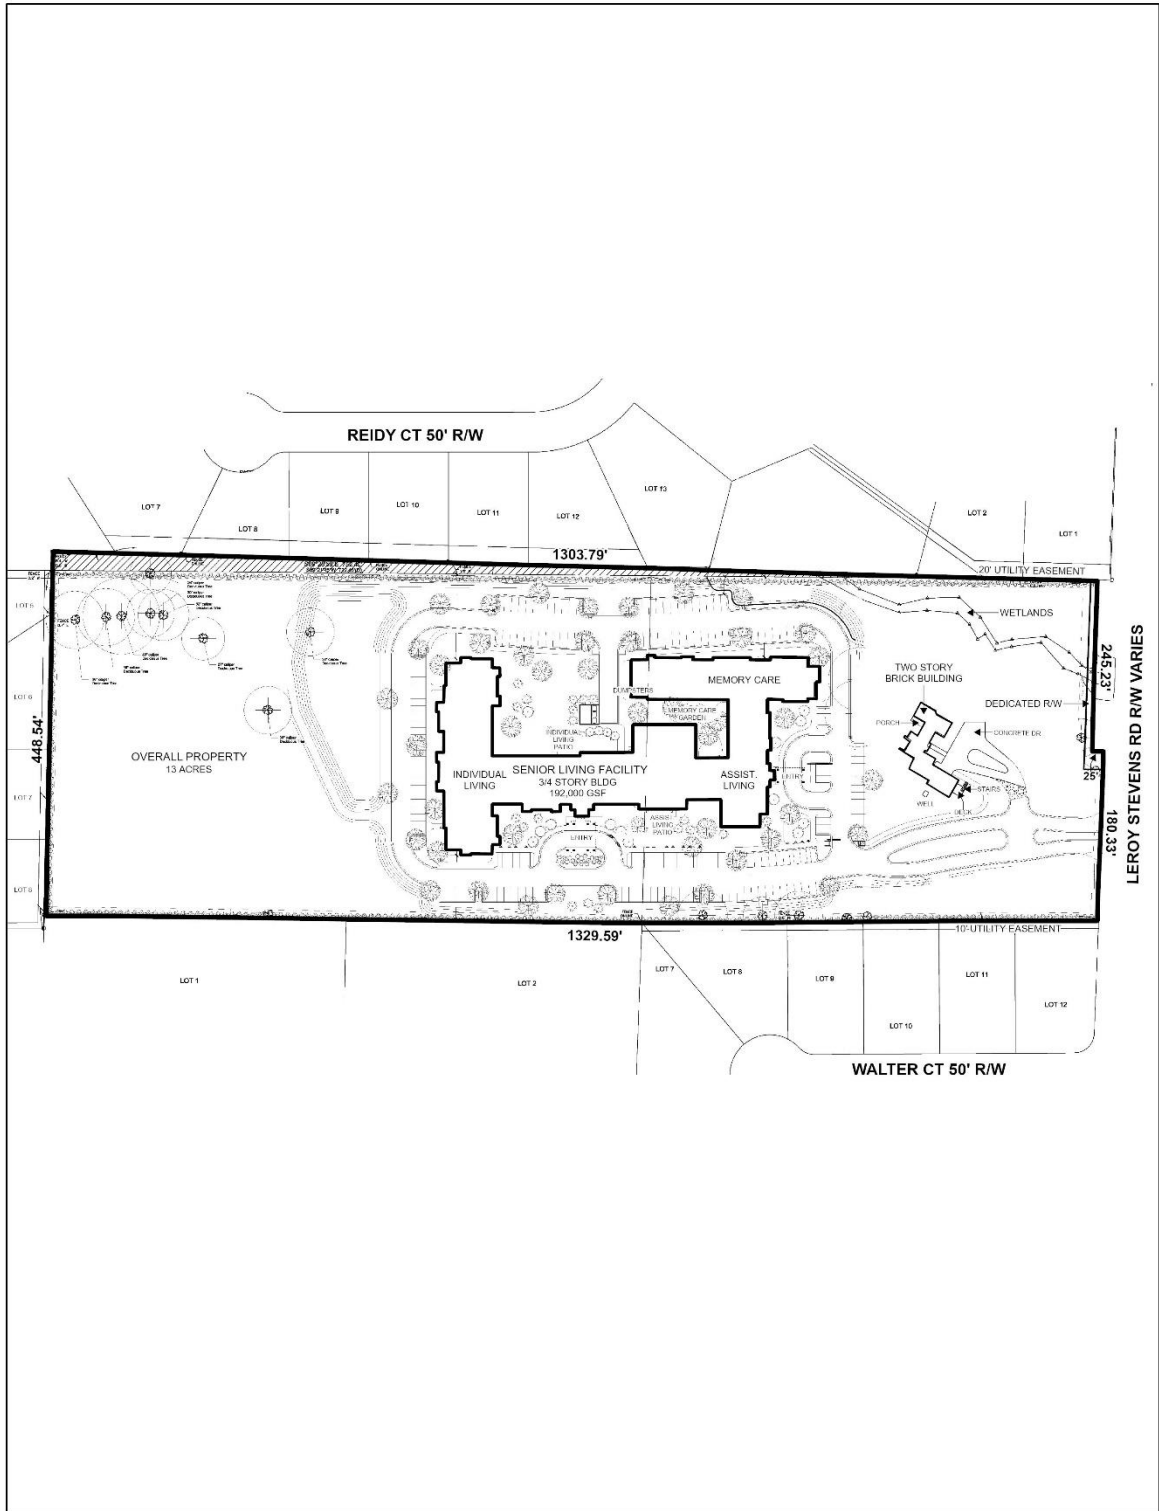 REIDY CT 50' R/W
LOT 7
LOT 8
LOT 9
LOT 10
LOT 11
LOT 12
LOT 13
LOT 2
LOT 1
1303.79'
20' UTILITY EASEMENT
WETLANDS
245.23'
LEROY STEVENS RD R/W VARIES
TWO STORY
BRICK BUILDING
DEDICATED R/W
PORCH
CONCRETE DR
25'
STAIRS
WELL
DECK
180.33'
MEMORY CARE
DUMPSTERS
MEMORY CARE
GARDEN
INDIVIDUAL
LIVING
PATIO
448.54'
LOT 6
LOT 7
OVERALL PROPERTY
13 ACRES
INDIVIDUAL
LIVING
SENIOR LIVING FACILITY
3/4 STORY BLDG
192,000 GSF
ASSIST.
LIVING
ENTRY
ASSIST.
LIVING
PATIO
ENTRY
1329.59'
10' UTILITY EASEMENT
LOT 1
LOT 2
LOT 7
LOT 8
LOT 9
LOT 10
LOT 11
LOT 12
WALTER CT 50' R/W